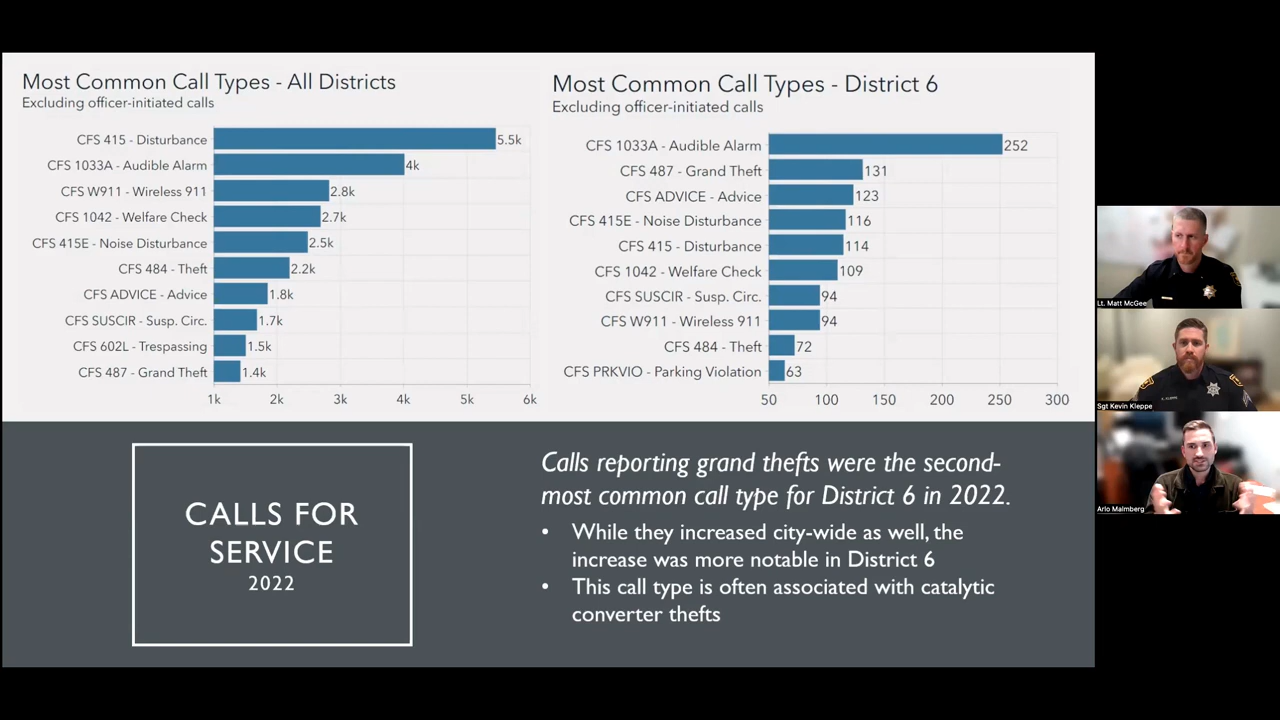 Most Common Call Types - All Districts
Excluding officer-initiated calls
CFS 415 - Disturbance 5.5k
CFS 1033A - Audible Alarm 4k
CFS W911 - Wireless 911 2.8k
CFS 1042 - Welfare Check 2.7k
CFS 415E - Noise Disturbance 2.5k
CFS 484 - Theft 2.2k
CFS ADVICE - Advice 1.8k
CFS SUSCIR - Susp. Circ. 1.7k
CFS 602L - Trespassing 1.5k
CFS 487 - Grand Theft 1.4k
1k 2k 3k 4k 5k 6k
Most Common Call Types - District 6
Excluding officer-initiated calls
CFS 1033A - Audible Alarm 252
CFS 487 - Grand Theft 131
CFS ADVICE - Advice 123
CFS 415E - Noise Disturbance 116
CFS 415 - Disturbance 114
CFS 1042 - Welfare Check 109
CFS SUSCIR - Susp. Circ. 94
CFS W911 - Wireless 911 94
CFS 484 - Theft 72
CFS PRKVIO - Parking Violation 63
50 100 150 200 250 300
CALLS FOR
SERVICE
2022
Calls reporting grand thefts were the second-
most common call type for District 6 in 2022.
• While they increased city-wide as well, the
increase was more notable in District 6
• This call type is often associated with catalytic
converter thefts
Lt. Matt McGee
Sgt Kevin Kleppe
Arlo Malmberg